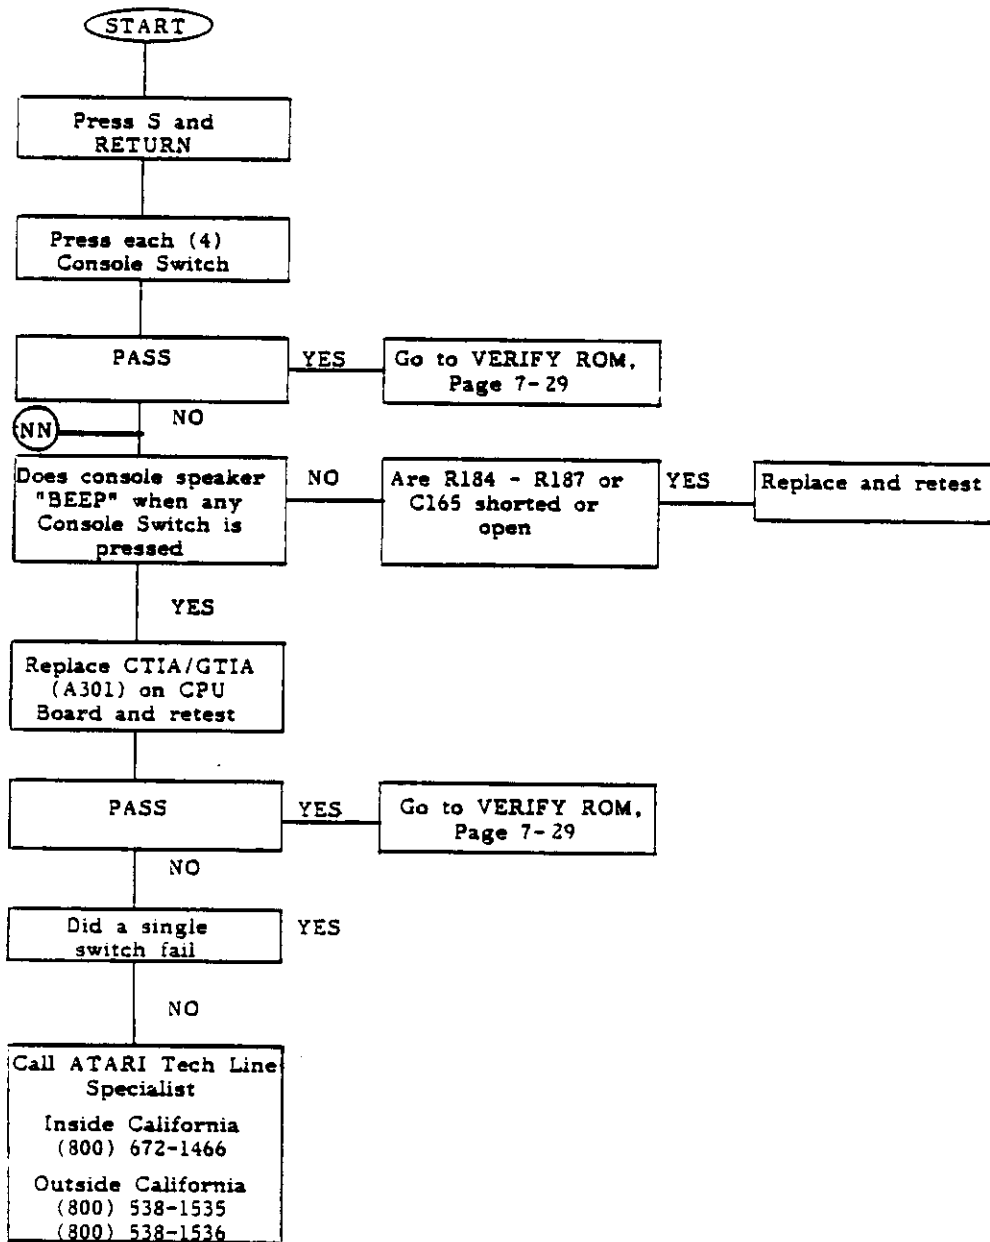 START
Press S and
RETURN
Press each (4)
Console Switch
PASS
YES
Go to VERIFY ROM,
Page 7-29
NO
NN
Does console speaker
"BEEP" when any
Console Switch is
pressed
NO
Are R184 - R187 or
C165 shorted or
open
YES
Replace and retest
YES
Replace CTIA/GTIA
(A301) on CPU
Board and retest
PASS
YES
Go to VERIFY ROM,
Page 7-29
NO
Did a single
switch fail
YES
NO
Call ATARI Tech Line
Specialist
Inside California
(800) 672-1466
Outside California
(800) 538-1535
(800) 538-1536